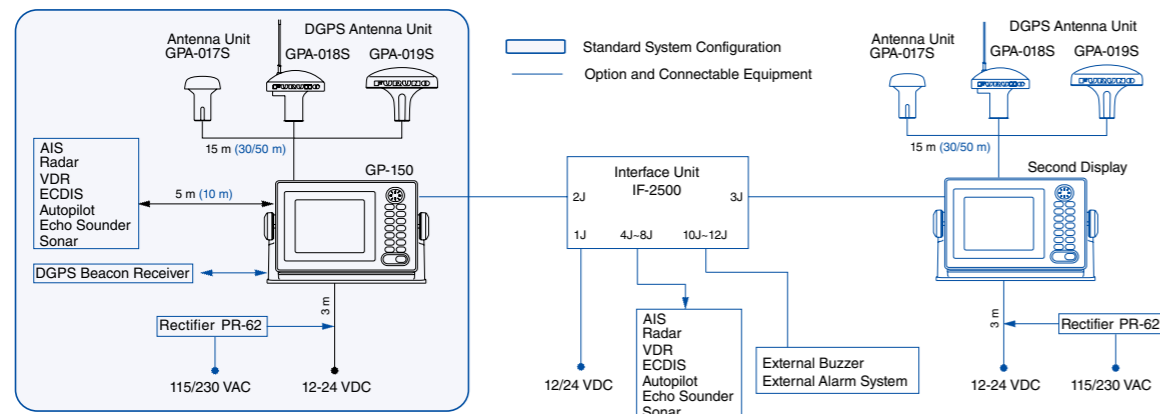 Antenna Unit
GPA-017S
DGPS Antenna Unit
GPA-018S
GPA-019S
FURUNO
FURUNO
15 m (30/50 m)
AIS
Radar
VDR
ECDIS
Autopilot
Echo Sounder
Sonar
5 m (10 m)
GP-150
DGPS Beacon Receiver
3 m
Rectifier PR-62
115/230 VAC
12-24 VDC
Standard System Configuration
Option and Connectable Equipment
Interface Unit
IF-2500
2J
3J
1J
4J~8J
10J~12J
12/24 VDC
AIS
Radar
VDR
ECDIS
Autopilot
Echo Sounder
Sonar
External Buzzer
External Alarm System
Antenna Unit
GPA-017S
DGPS Antenna Unit
GPA-018S
GPA-019S
FURUNO
FURUNO
15 m (30/50 m)
Second Display
3 m
Rectifier PR-62
12-24 VDC
115/230 VAC